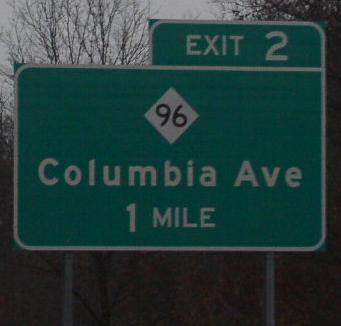 EXIT 2
96
Columbia Ave
1 MILE